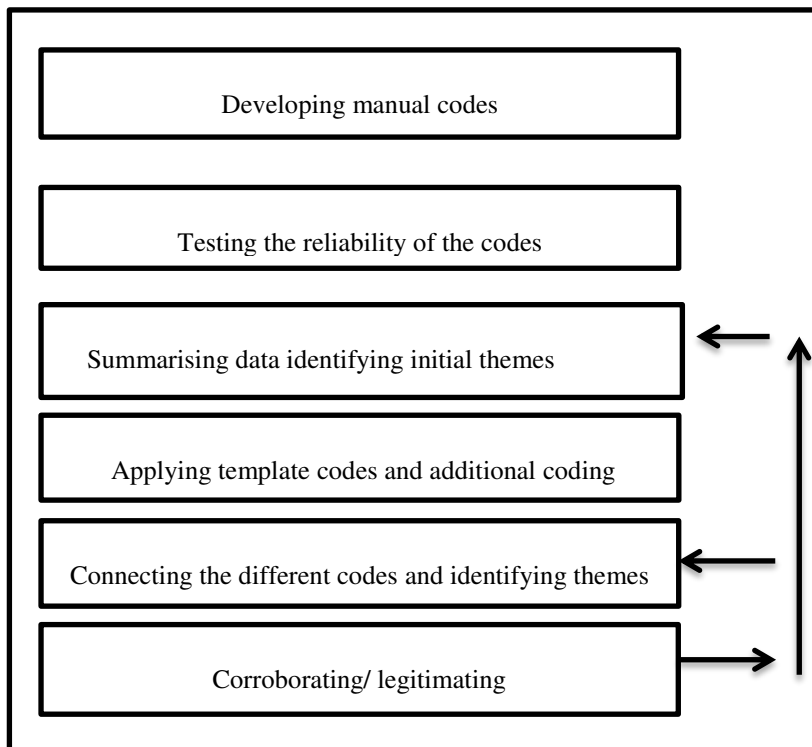 Developing manual codes
Testing the reliability of the codes
Summarising data identifying initial themes
Applying template codes and additional coding
Connecting the different codes and identifying themes
Corroborating/ legitimating